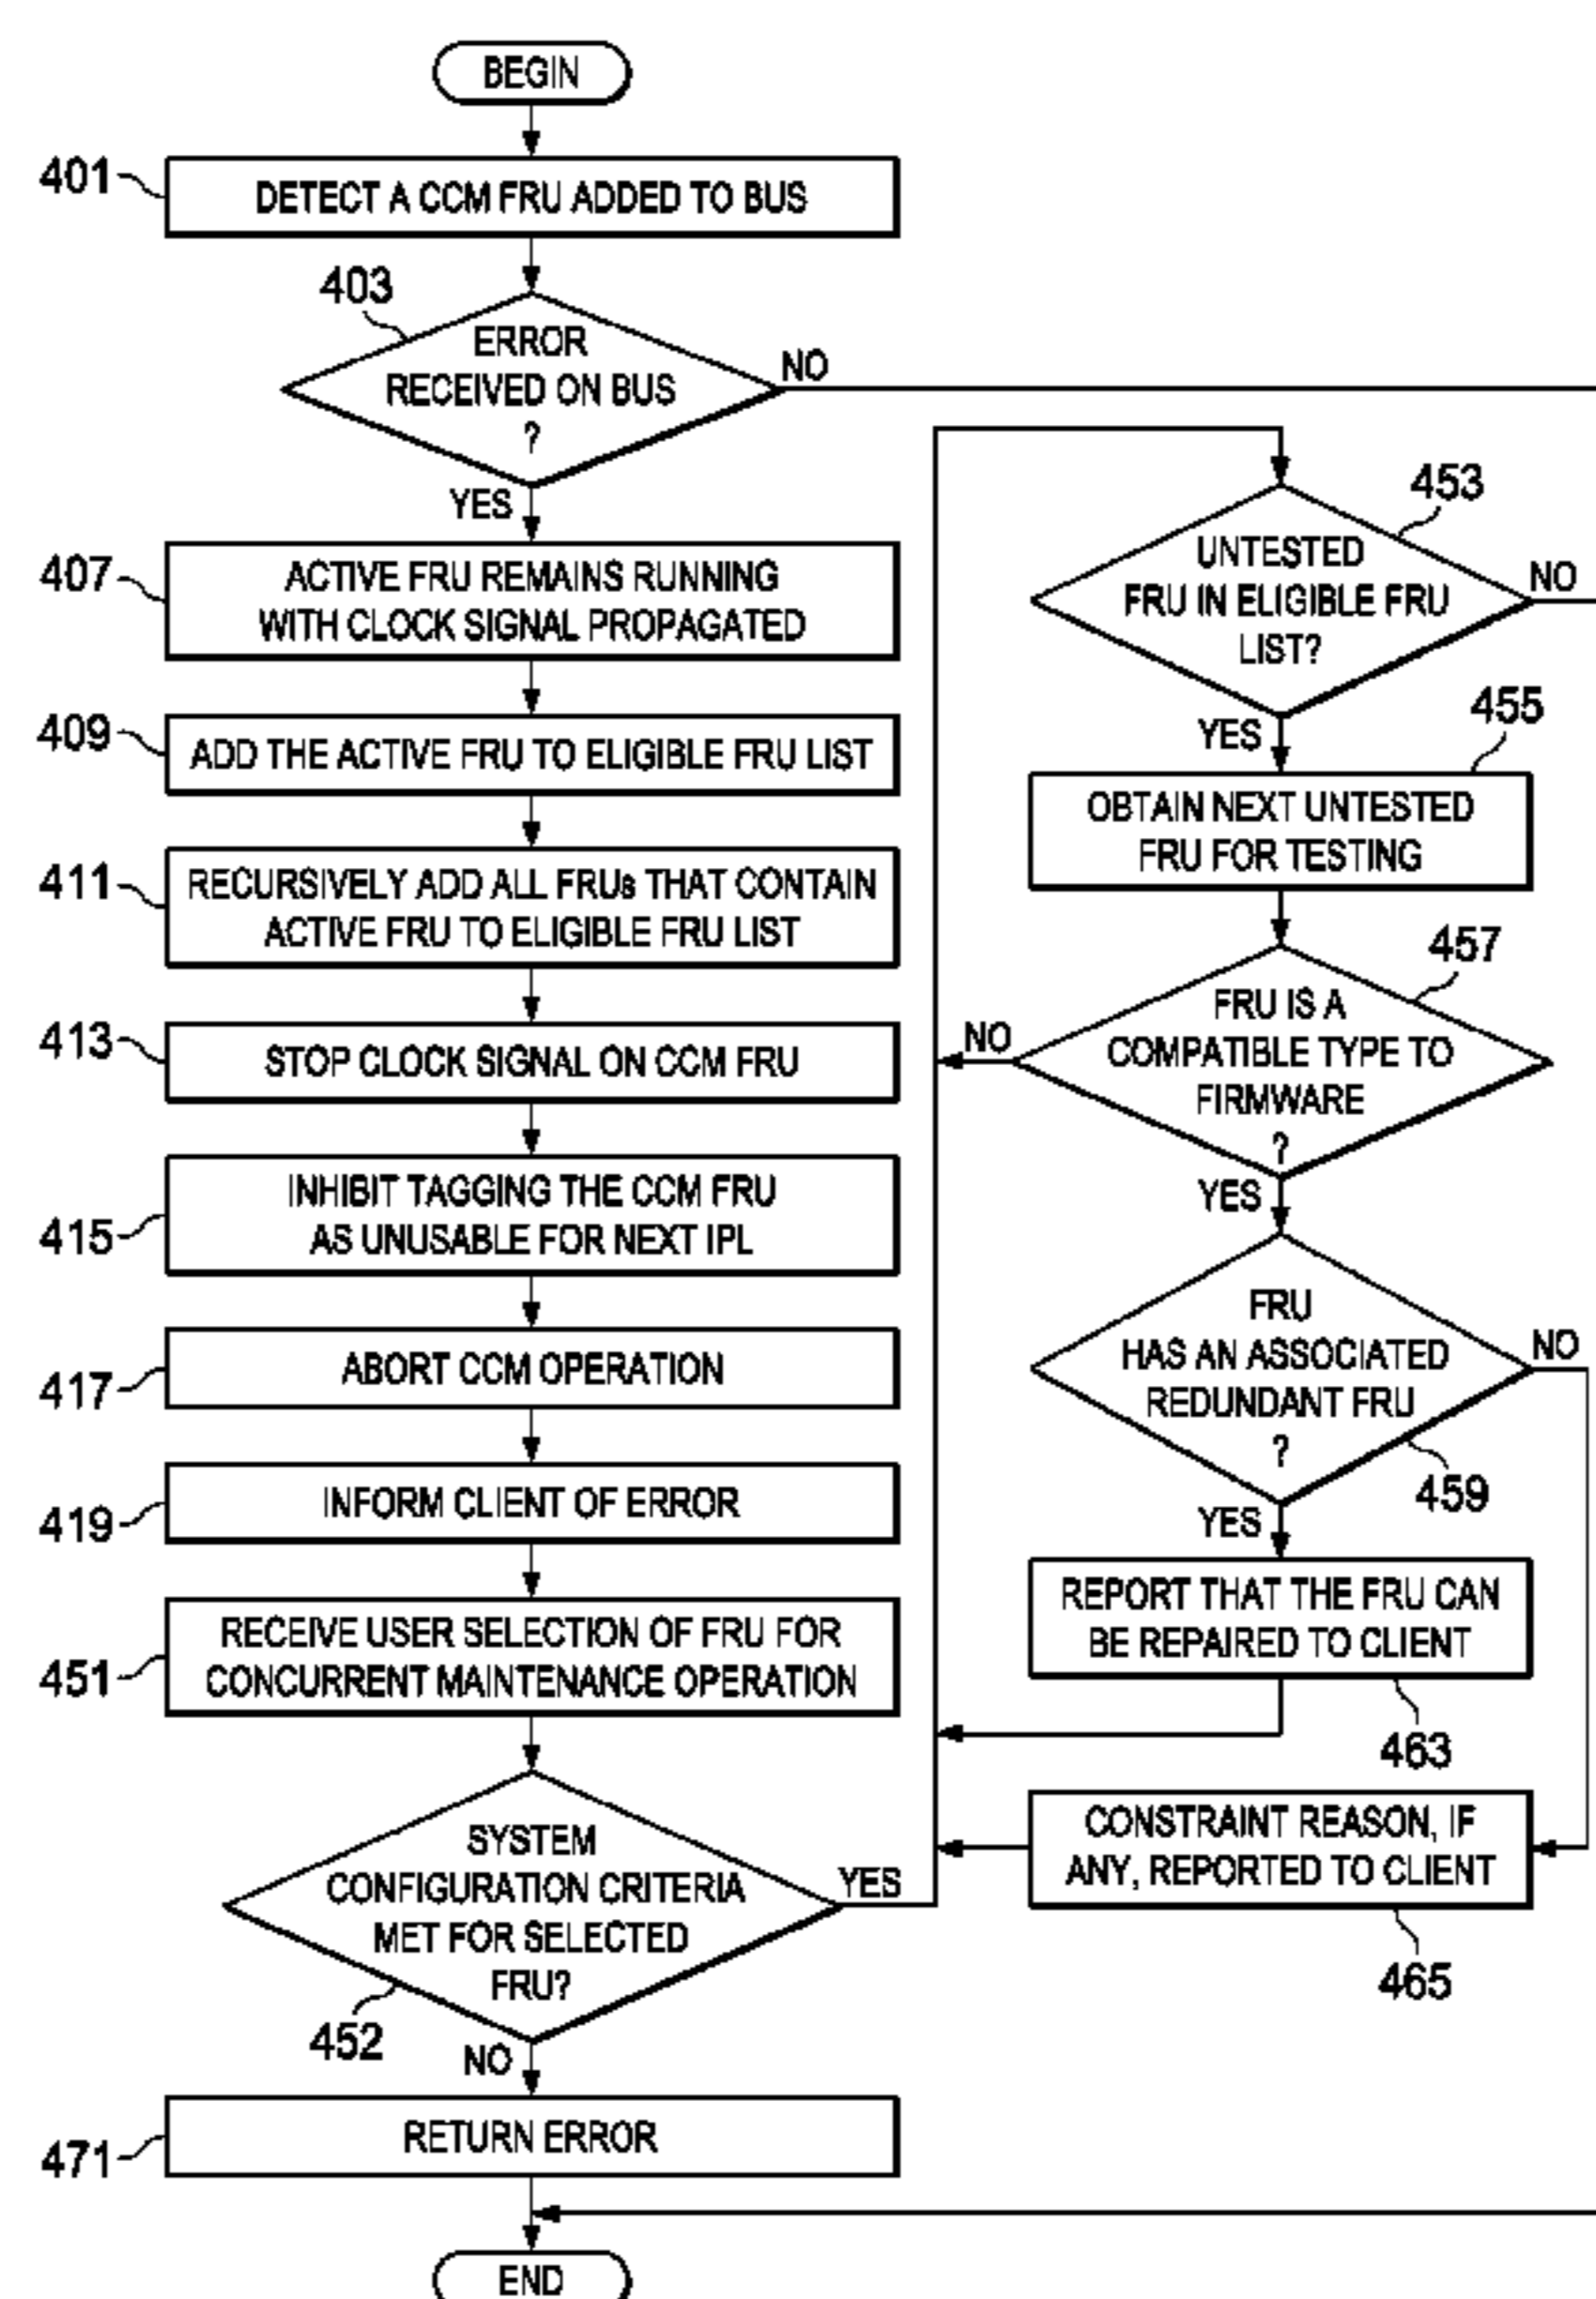 BEGIN
401
DETECT A CCM FRU ADDED TO BUS
403
ERROR
RECEIVED ON BUS
?
NO
YES
407
ACTIVE FRU REMAINS RUNNING
WITH CLOCK SIGNAL PROPAGATED
409
ADD THE ACTIVE FRU TO ELIGIBLE FRU LIST
411
RECURSIVELY ADD ALL FRUs THAT CONTAIN
ACTIVE FRU TO ELIGIBLE FRU LIST
413
STOP CLOCK SIGNAL ON CCM FRU
415
INHIBIT TAGGING THE CCM FRU
AS UNUSABLE FOR NEXT IPL
417
ABORT CCM OPERATION
419
INFORM CLIENT OF ERROR
451
RECEIVE USER SELECTION OF FRU FOR
CONCURRENT MAINTENANCE OPERATION
SYSTEM
CONFIGURATION CRITERIA
MET FOR SELECTED
FRU?
YES
452
NO
471
RETURN ERROR
END
453
UNTESTED
FRU IN ELIGIBLE FRU
LIST?
NO
YES
455
OBTAIN NEXT UNTESTED
FRU FOR TESTING
457
FRU IS A
COMPATIBLE TYPE TO
FIRMWARE
?
NO
YES
FRU
HAS AN ASSOCIATED
REDUNDANT FRU
?
NO
459
YES
REPORT THAT THE FRU CAN
BE REPAIRED TO CLIENT
463
CONSTRAINT REASON, IF
ANY, REPORTED TO CLIENT
465